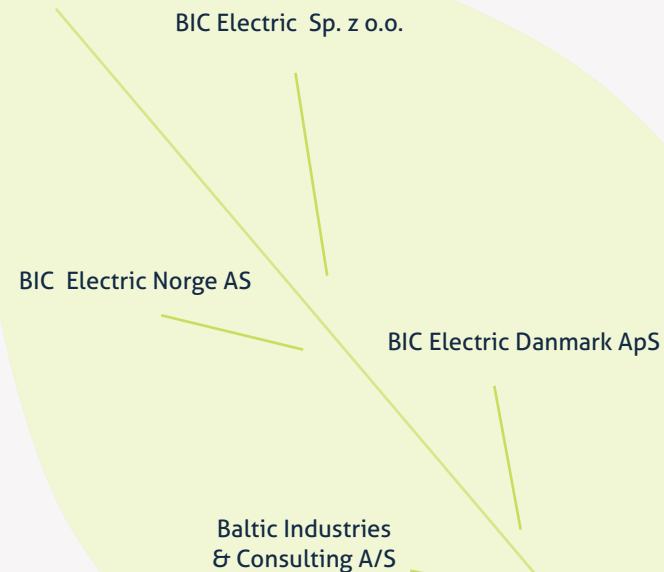 BIC Electric Sp. z o.o.
BIC Electric Norge AS
BIC Electric Danmark ApS
Baltic Industries
& Consulting A/S